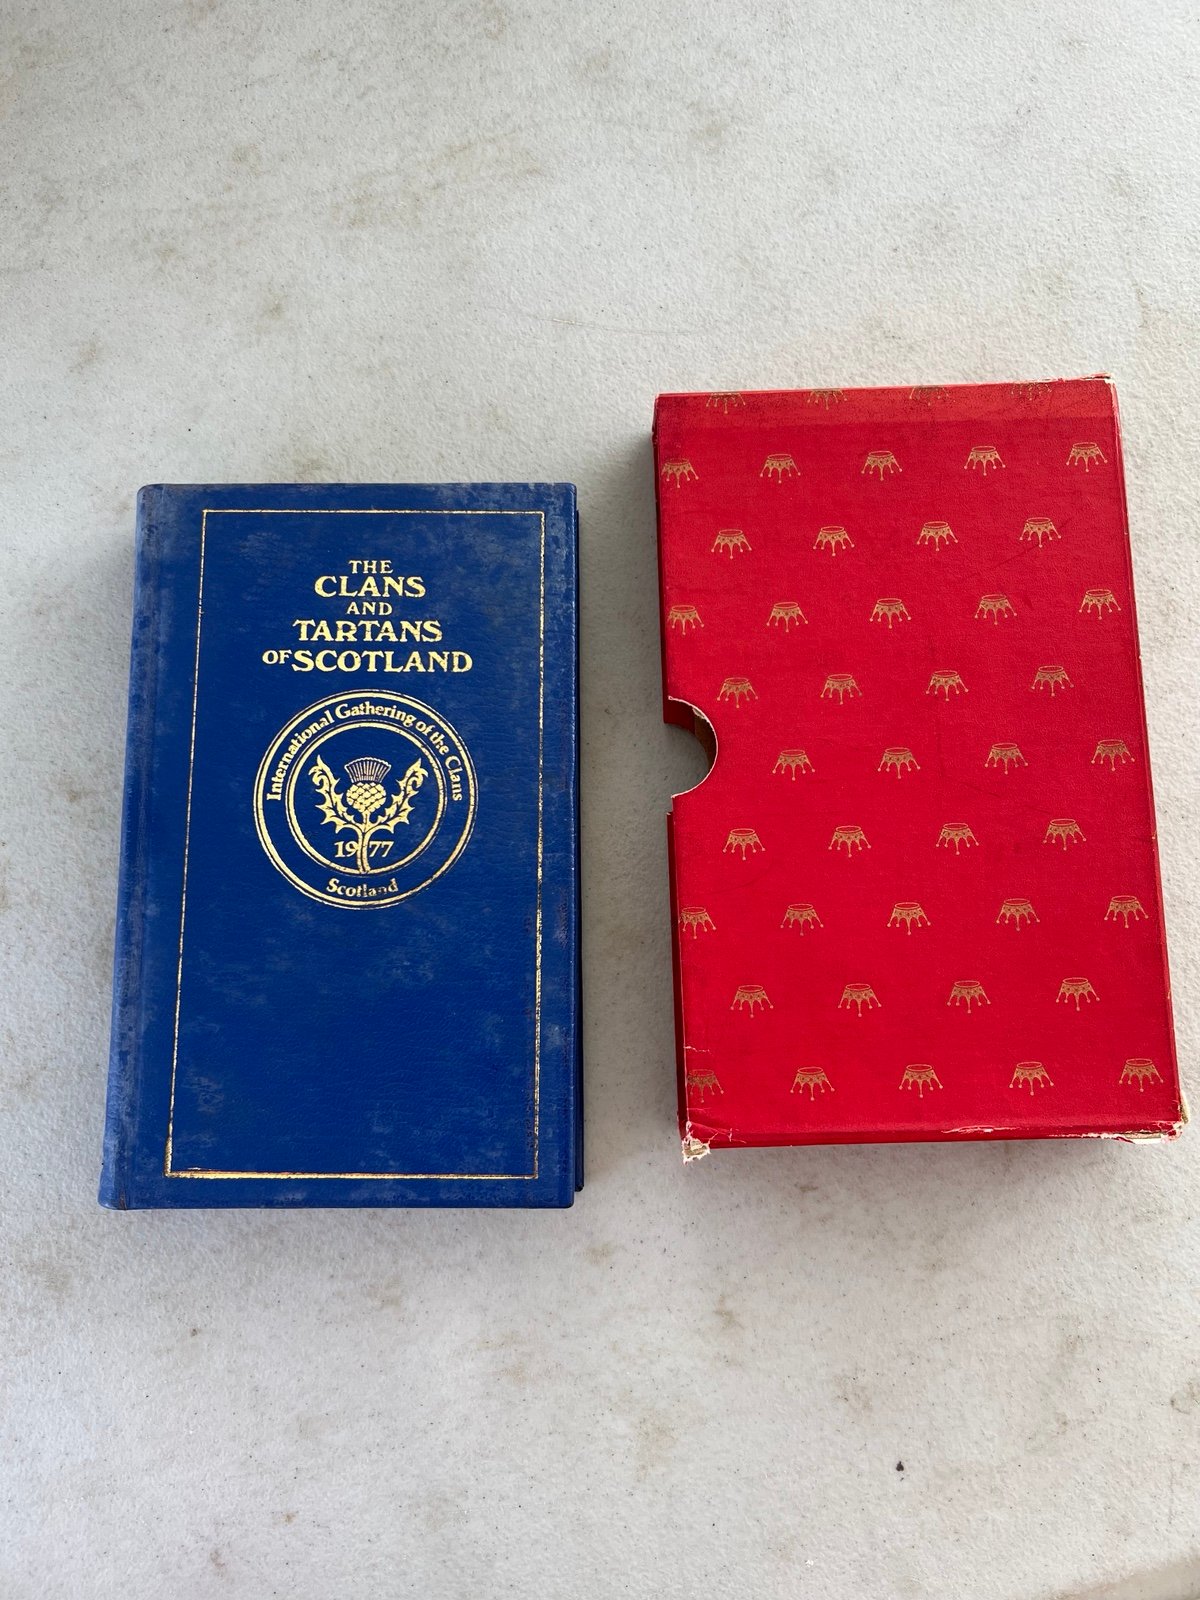 THE
CLANS
AND
TARTANS
OF SCOTLAND
International Gathering of the Clans
1977
Scotland